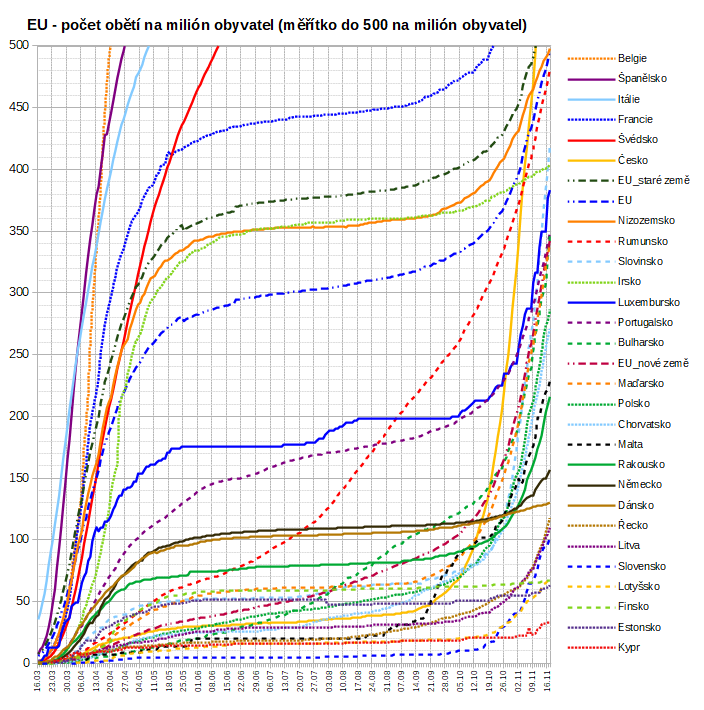 EU - počet obětí na milión obyvatel (měřítko do 500 na milión obyvatel)
500
450
400
350
300
250
200
150
100
50
0
16.03 23.03 30.03 06.04 13.04 20.04 27.04 04.05 11.05 18.05 25.05 01.06 08.06 15.06 22.06 29.06 06.07 13.07 20.07 27.07 03.08 10.08 17.08 24.08 31.08 07.09 14.09 21.09 28.09 05.10 12.10 19.10 26.10 02.11 09.11 16.11
Belgie
Španělsko
Itálie
Francie
Švédsko
Česko
EU_staré země
EU
Nizozemsko
Rumunsko
Slovinsko
Irsko
Luxembursko
Portugalsko
Bulharsko
EU_nové země
Maďarsko
Polsko
Chorvatsko
Malta
Rakousko
Německo
Dánsko
Řecko
Litva
Slovensko
Lotyšsko
Finsko
Estonsko
Kypr